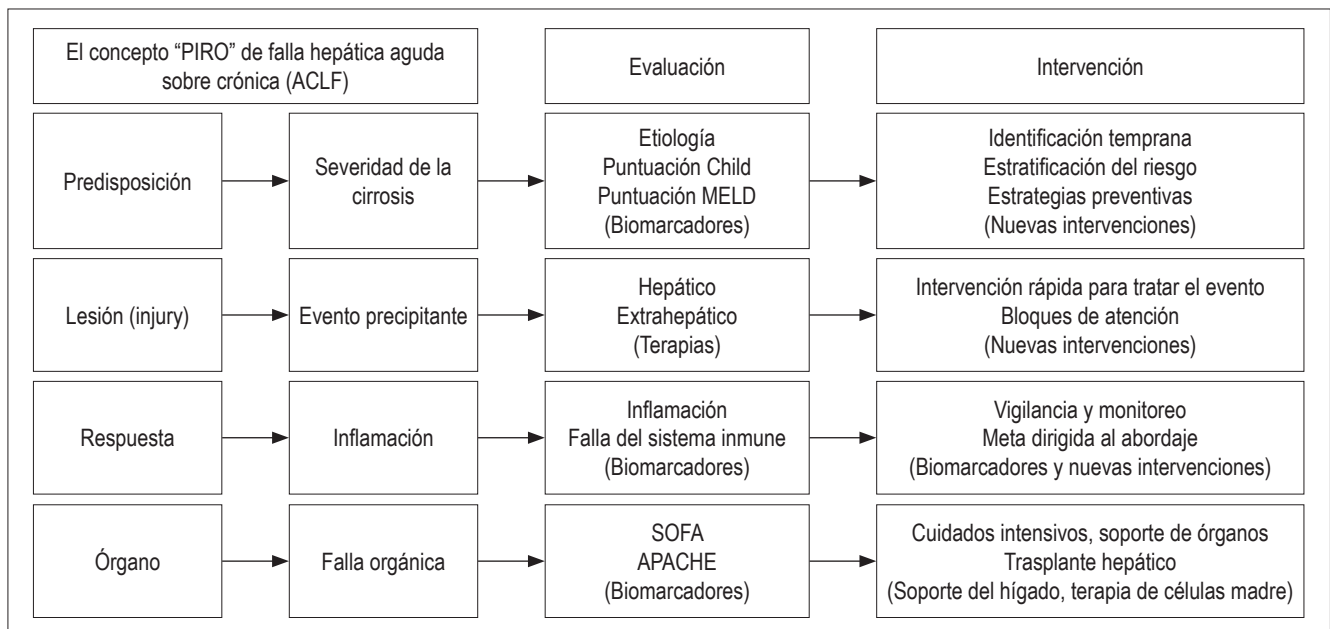 El concepto “PIRO” de falla hepática aguda
sobre crónica (ACLF)
Evaluación
Intervención
Predisposición
Severidad de la
cirrosis
Etiología
Puntuación Child
Puntuación MELD
(Biomarcadores)
Identificación temprana
Estratificación del riesgo
Estrategias preventivas
(Nuevas intervenciones)
Lesión (injury)
Evento precipitante
Hepático
Extrahepático
(Terapias)
Intervención rápida para tratar el evento
Bloques de atención
(Nuevas intervenciones)
Respuesta
Inflamación
Inflamación
Falla del sistema inmune
(Biomarcadores)
Vigilancia y monitoreo
Meta dirigida al abordaje
(Biomarcadores y nuevas intervenciones)
Órgano
Falla orgánica
SOFA
APACHE
(Biomarcadores)
Cuidados intensivos, soporte de órganos
Trasplante hepático
(Soporte del hígado, terapia de células madre)